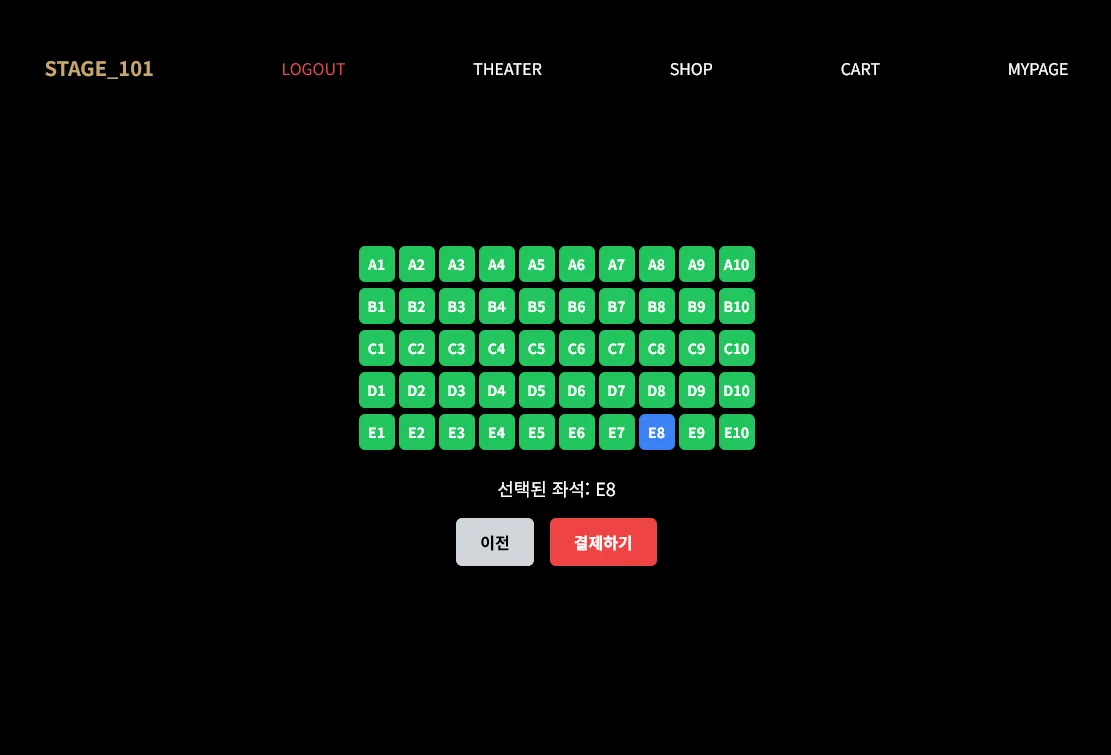 STAGE_101 LOGOUT THEATER SHOP CART MYPAGE
A1 A2 A3 A4 A5 A6 A7 A8 A9 A10
B1 B2 B3 B4 B5 B6 B7 B8 B9 B10
C1 C2 C3 C4 C5 C6 C7 C8 C9 C10
D1 D2 D3 D4 D5 D6 D7 D8 D9 D10
E1 E2 E3 E4 E5 E6 E7 E8 E9 E10
선택된 좌석: E8
이전 결제하기